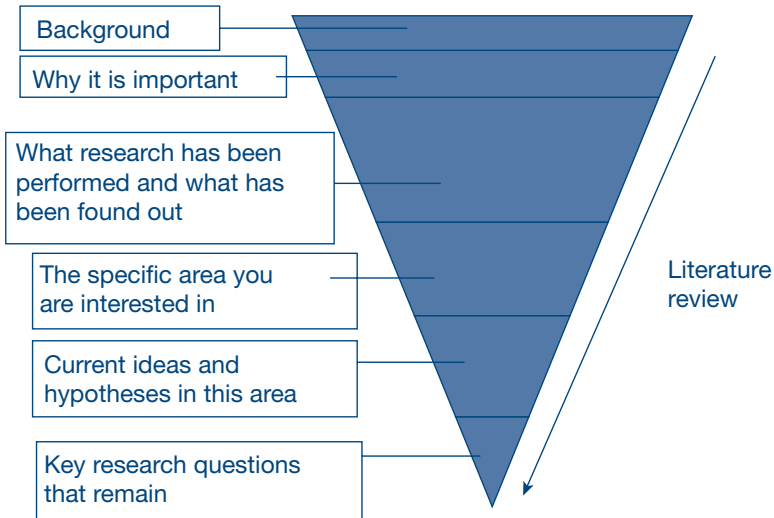 Background
Why it is important
What research has been
performed and what has
been found out
The specific area you
are interested in
Literature
review
Current ideas and
hypotheses in this area
Key research questions
that remain